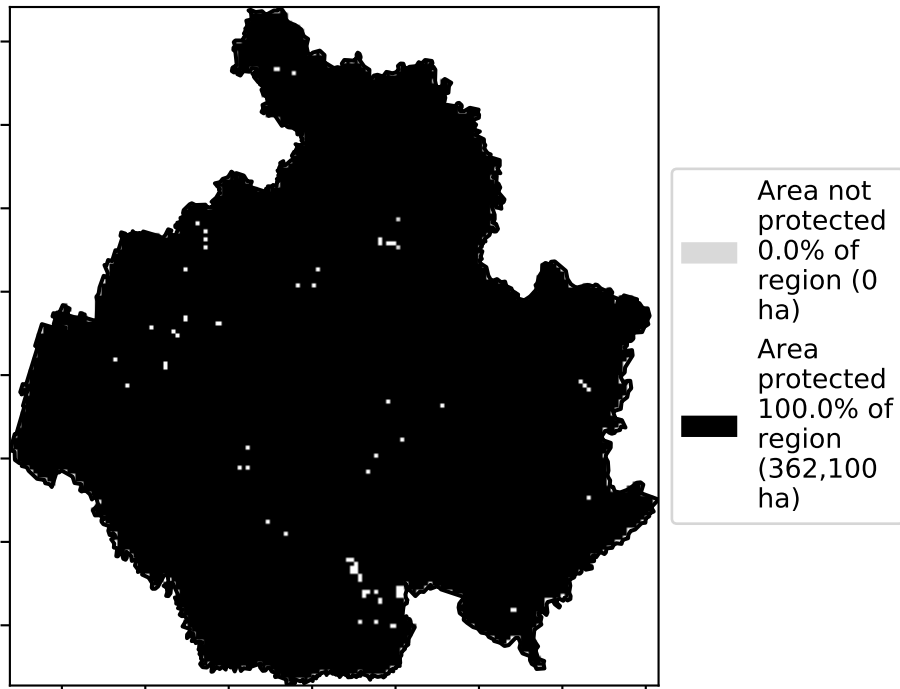 Area not
protected
0.0% of
region (0
ha)
Area
protected
100.0% of
region
(362,100
ha)